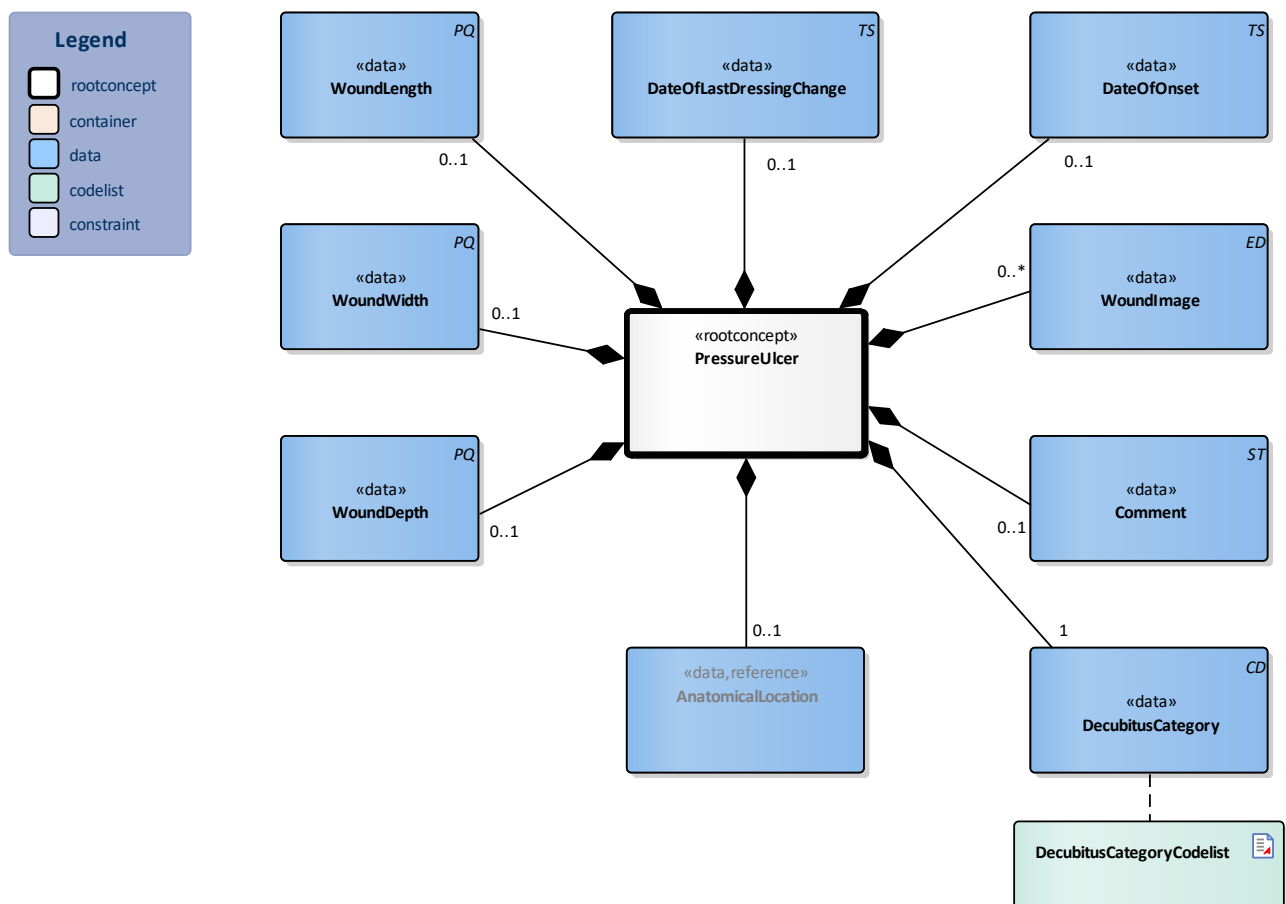 Legend
rootconcept
container
data
codelist
constraint
PQ
«data»
WoundLength
0..1
TS
«data»
DateOfLastDressingChange
0..1
TS
«data»
DateOfOnset
0..1
PQ
«data»
WoundWidth
0..1
ED
«data»
WoundImage
0..*
«rootconcept»
PressureUlcer
PQ
«data»
WoundDepth
0..1
ST
«data»
Comment
0..1
0..1
«data,reference»
AnatomicalLocation
1
CD
«data»
DecubitusCategory
DecubitusCategoryCodelist